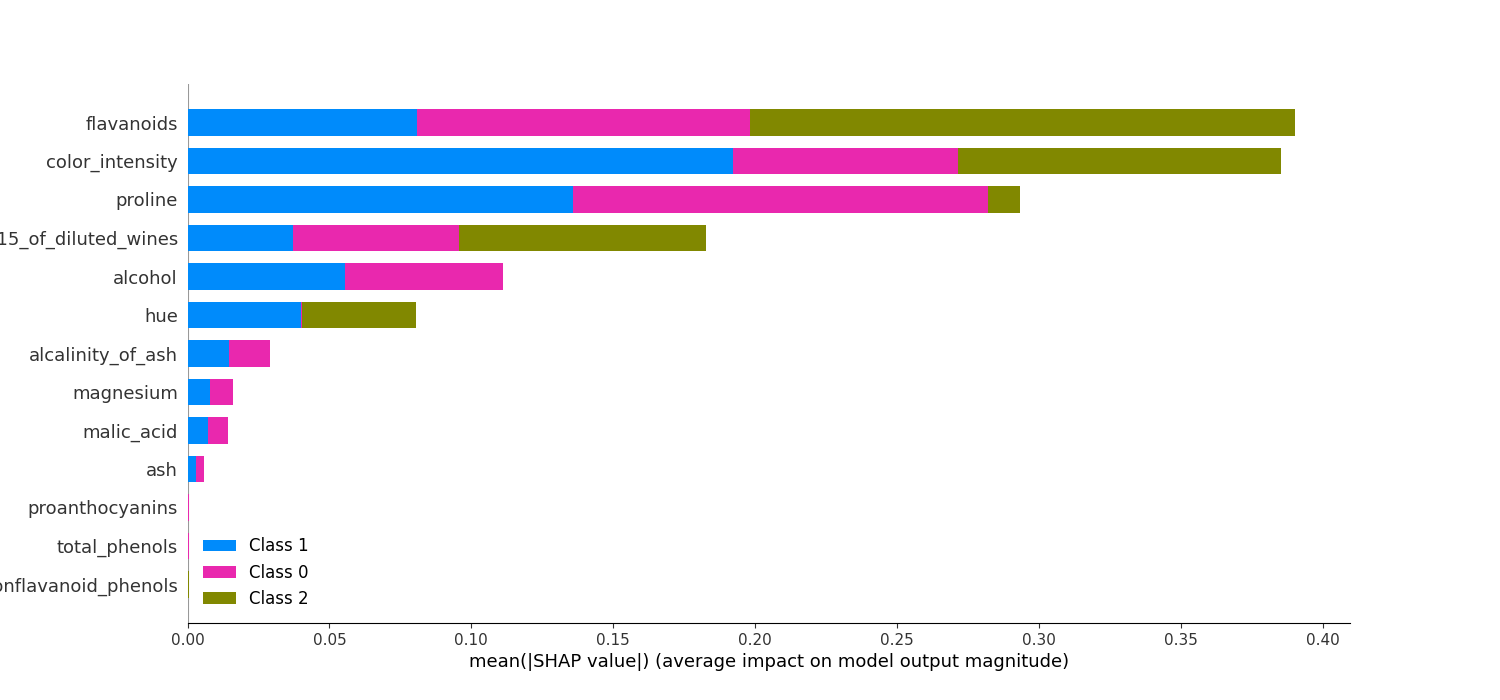 flavanoids
color_intensity
proline
15_of_diluted_wines
alcohol
hue
alcalinity_of_ash
magnesium
malic_acid
ash
proanthocyanins
total_phenols
onflavanoid_phenols
Class 1
Class 0
Class 2
0.00 0.05 0.10 0.15 0.20 0.25 0.30 0.35 0.40
mean(|SHAP value|) (average impact on model output magnitude)